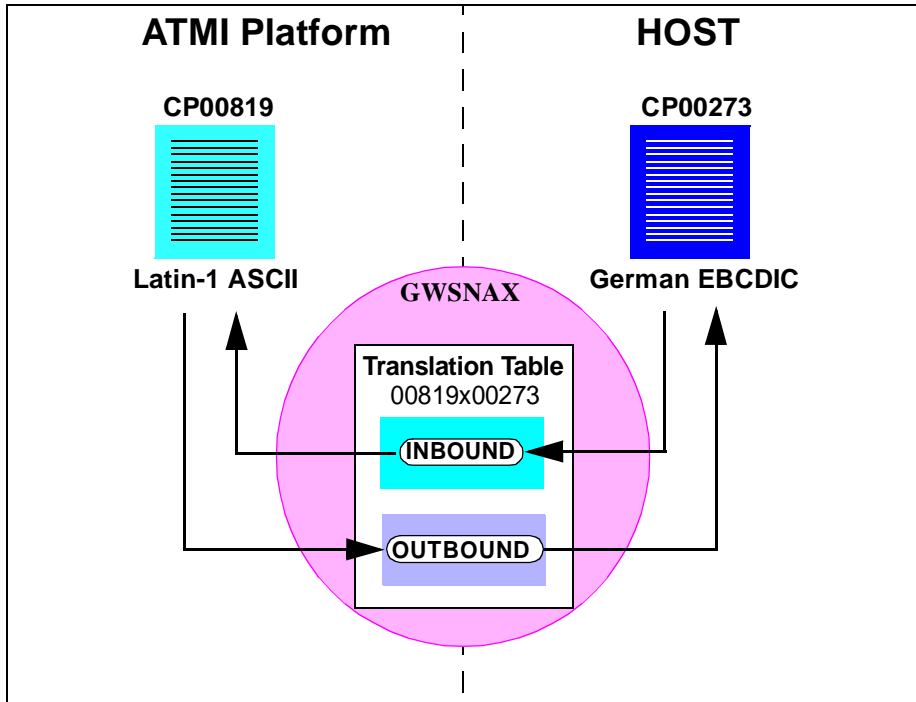 ATMI Platform
HOST
CP00819
CP00273
Latin-1 ASCII
German EBCDIC
GWSNAX
Translation Table
00819x00273
INBOUND
OUTBOUND